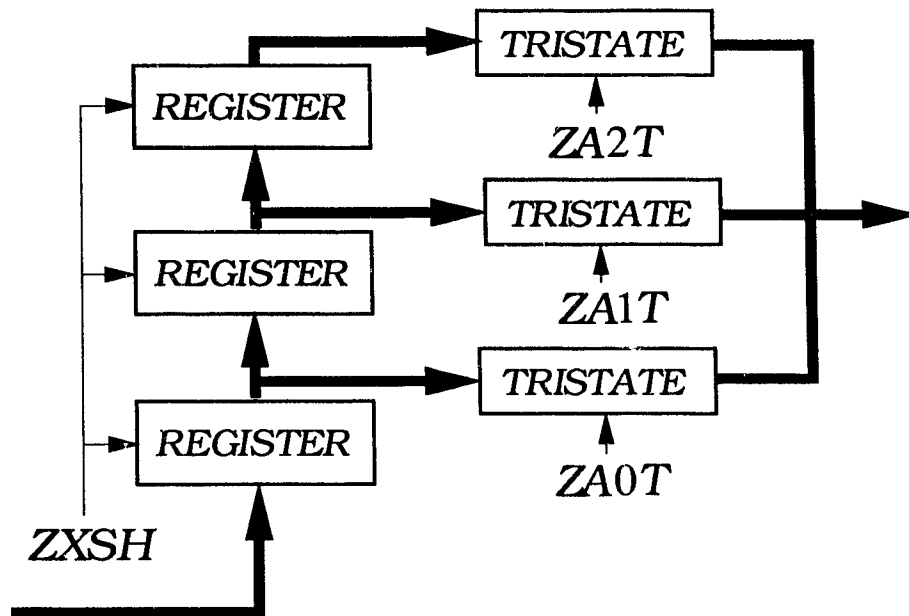 TRISTATE
REGISTER
ZA2T
TRISTATE
REGISTER
ZA1T
TRISTATE
REGISTER
ZA0T
ZXSH